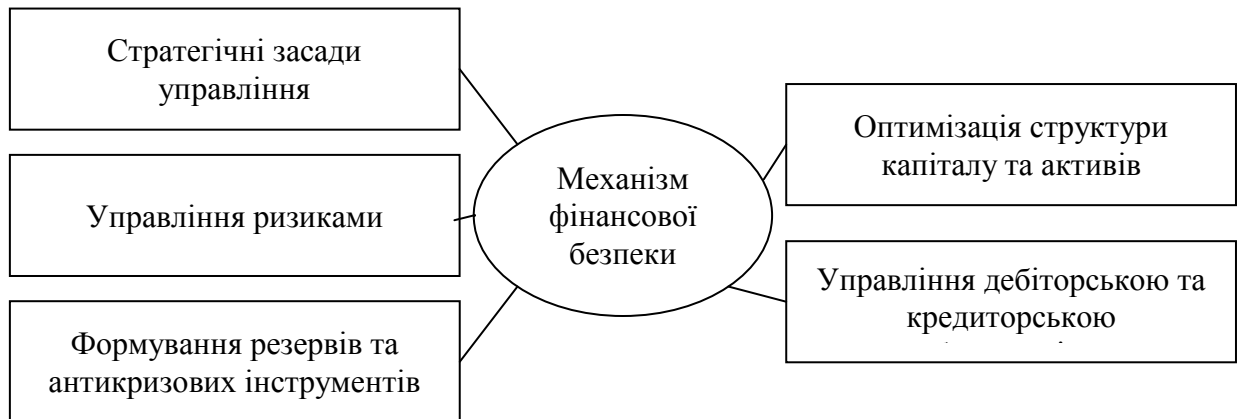 Стратегічні засади
управління
Управління ризиками
Формування резервів та
антикризових інструментів
Механізм
фінансової
безпеки
Оптимізація структури
капіталу та активів
Управління дебіторською та
кредиторською